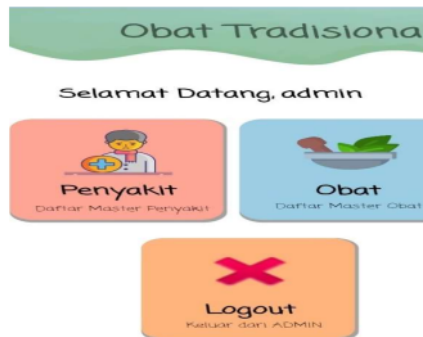 Obat Tradisiona
Selamat Datang, admin
Penyakit
Daftar Master Penyakit
Obat
Daftar Master Obat
Logout
Keluar dari ADMIN